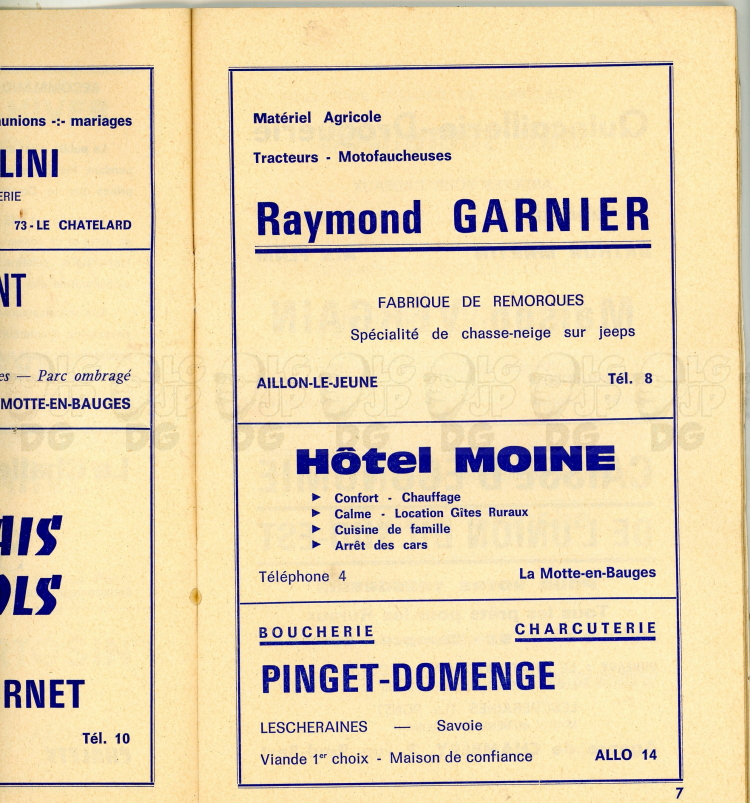 mariages
LINI
73 - LE CHATELARD
NT
— Parc ombragé
MOTTE-EN-BAUGES
AIS
OLS
RNET
Tél. 10
Matériel Agricole
Tracteurs - Motofaucheuses
Raymond GARNIER
FABRIQUE DE REMORQUES
Spécialité de chasse-neige sur jeeps
AILLON-LE-JEUNE Tél. 8
Hôtel MOINE
► Confort - Chauffage
► Calme - Location Gîtes Ruraux
► Cuisine de famille
► Arrêt des cars
Téléphone 4 La Motte-en-Bauges
BOUCHERIE CHARCUTERIE
PINGET-DOMENGE
LESCHERAINES — Savoie
Viande 1er choix - Maison de confiance ALLO 14
7